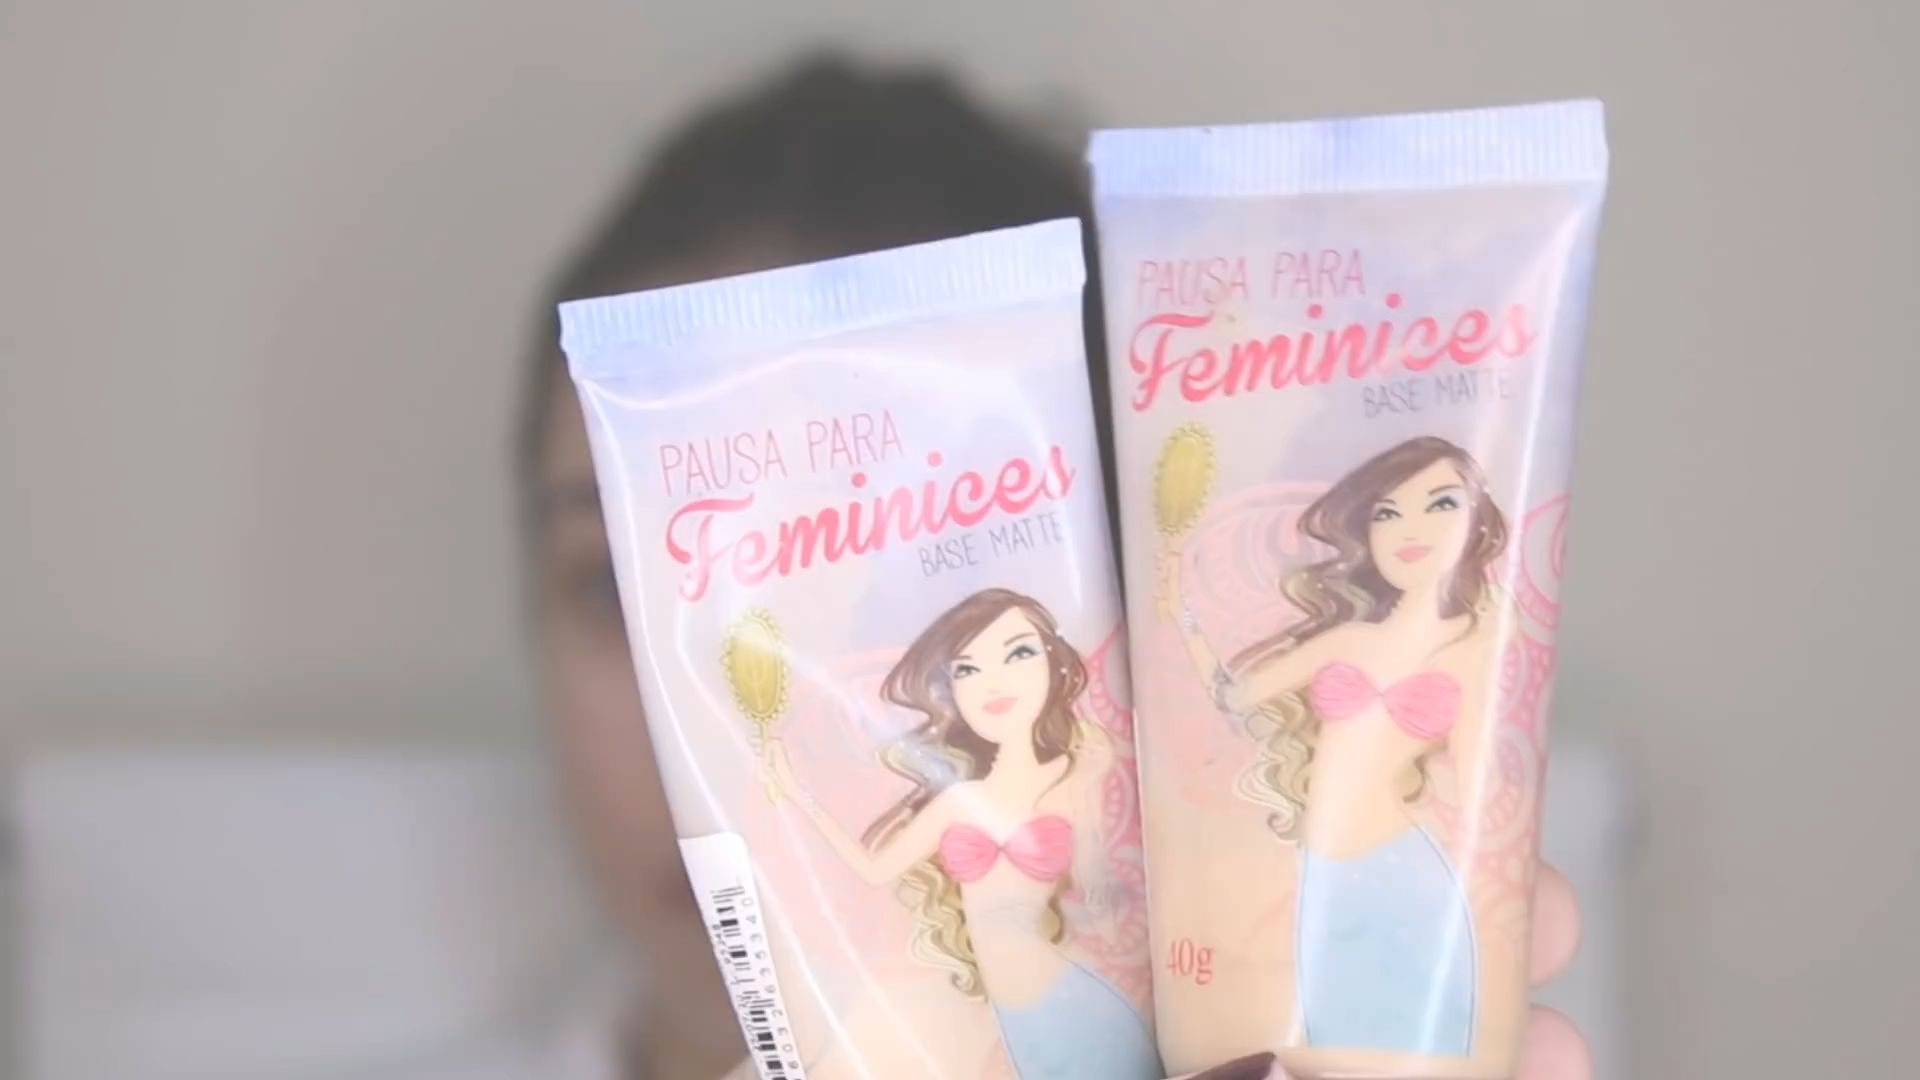 PAUSA PARA
Feminices
BASE MATTE
PAUSA PARA
Feminices
BASE MATTE
40g